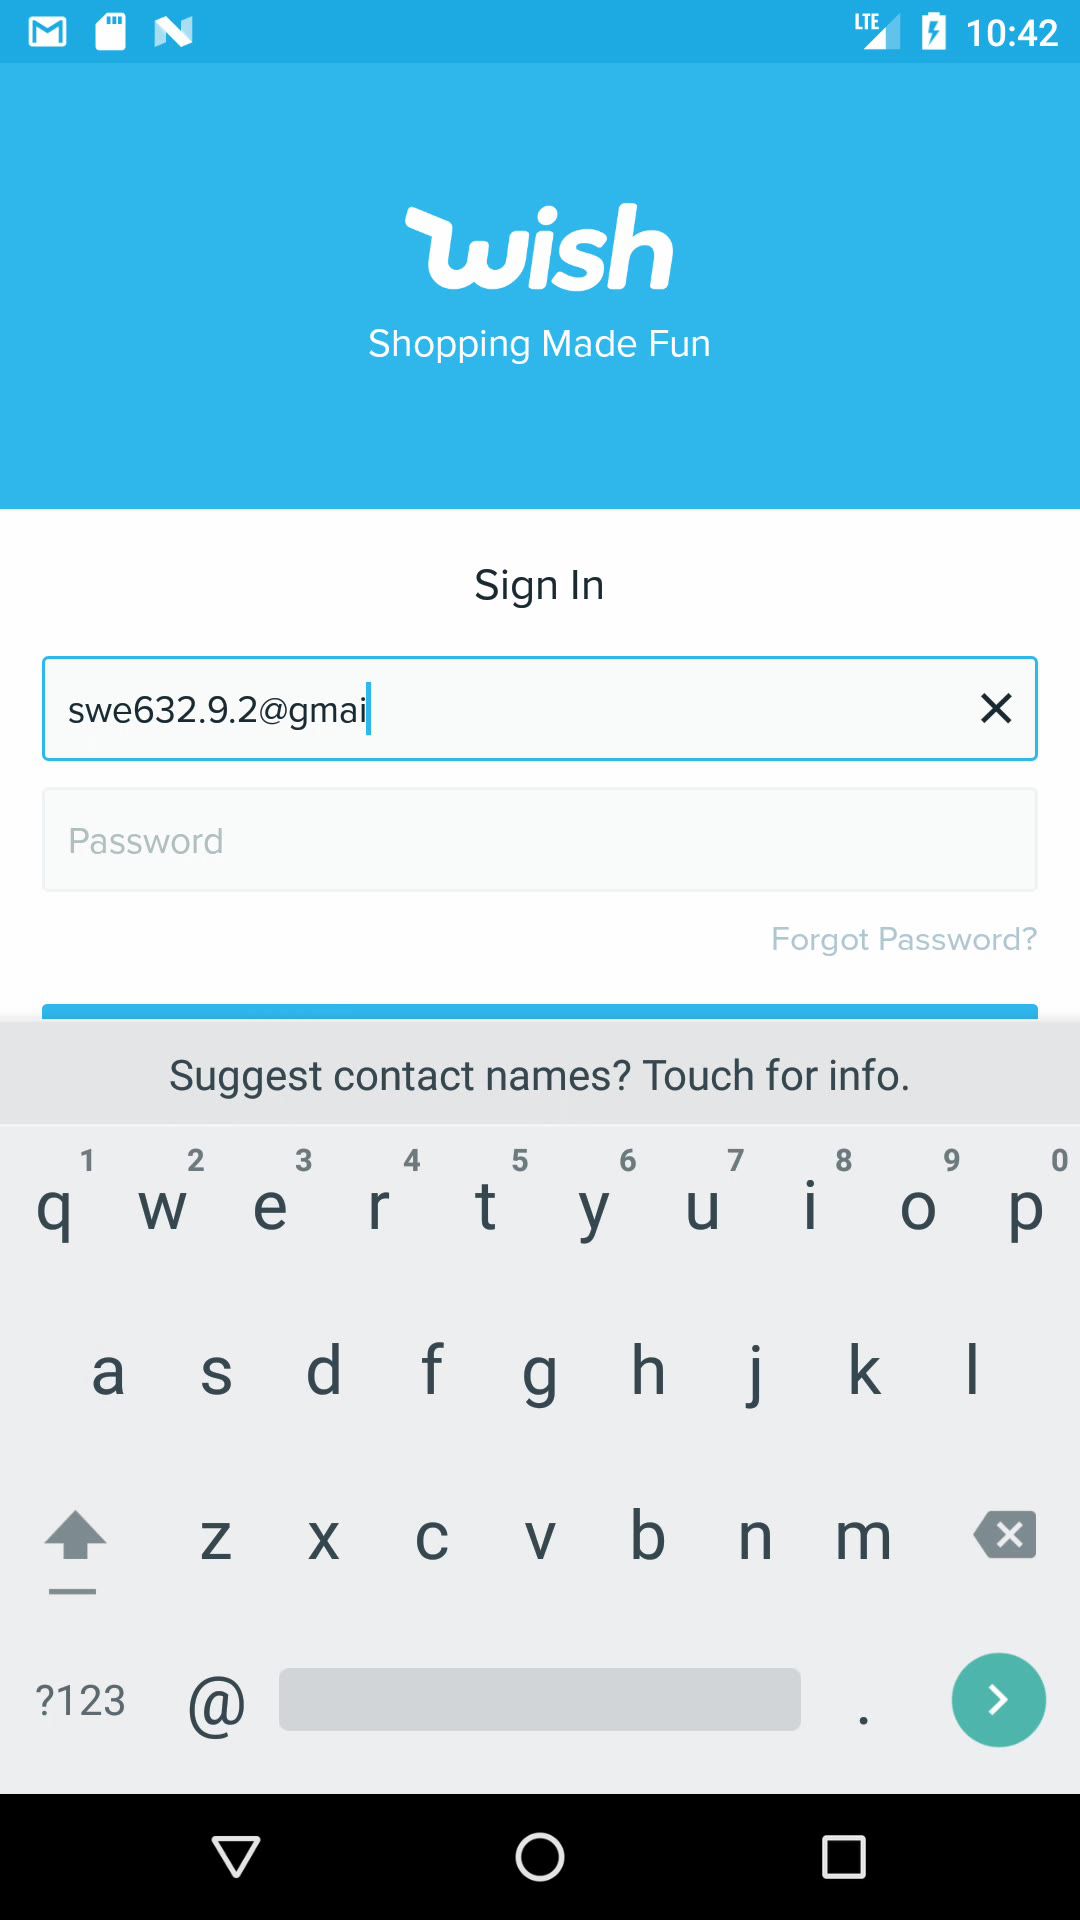 LTE 10:42
wish
Shopping Made Fun
Sign In
swe632.9.2@gmai
Password
Forgot Password?
Suggest contact names? Touch for info.
1 2 3 4 5 6 7 8 9 0
q w e r t y u i o p
a s d f g h j k l
z x c v b n m
?123 @ .